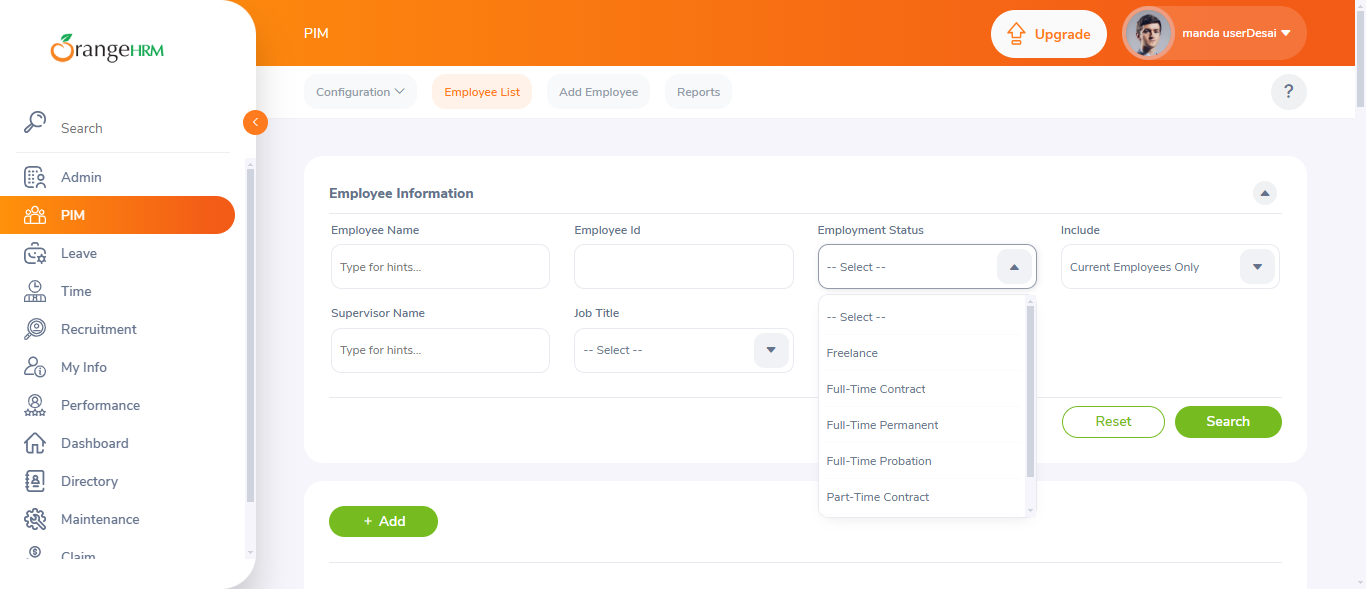 OrangeHRM
PIM
Upgrade
manda userDesai
Search
Configuration
Employee List
Add Employee
Reports
?
Admin
PIM
Leave
Time
Recruitment
My Info
Performance
Dashboard
Directory
Maintenance
Claim
Employee Information
Employee Name
Employee Id
Employment Status
Include
Type for hints...
-- Select --
Current Employees Only
Supervisor Name
Job Title
Type for hints...
-- Select --
-- Select --
Freelance
Full-Time Contract
Full-Time Permanent
Full-Time Probation
Part-Time Contract
Reset
Search
+ Add